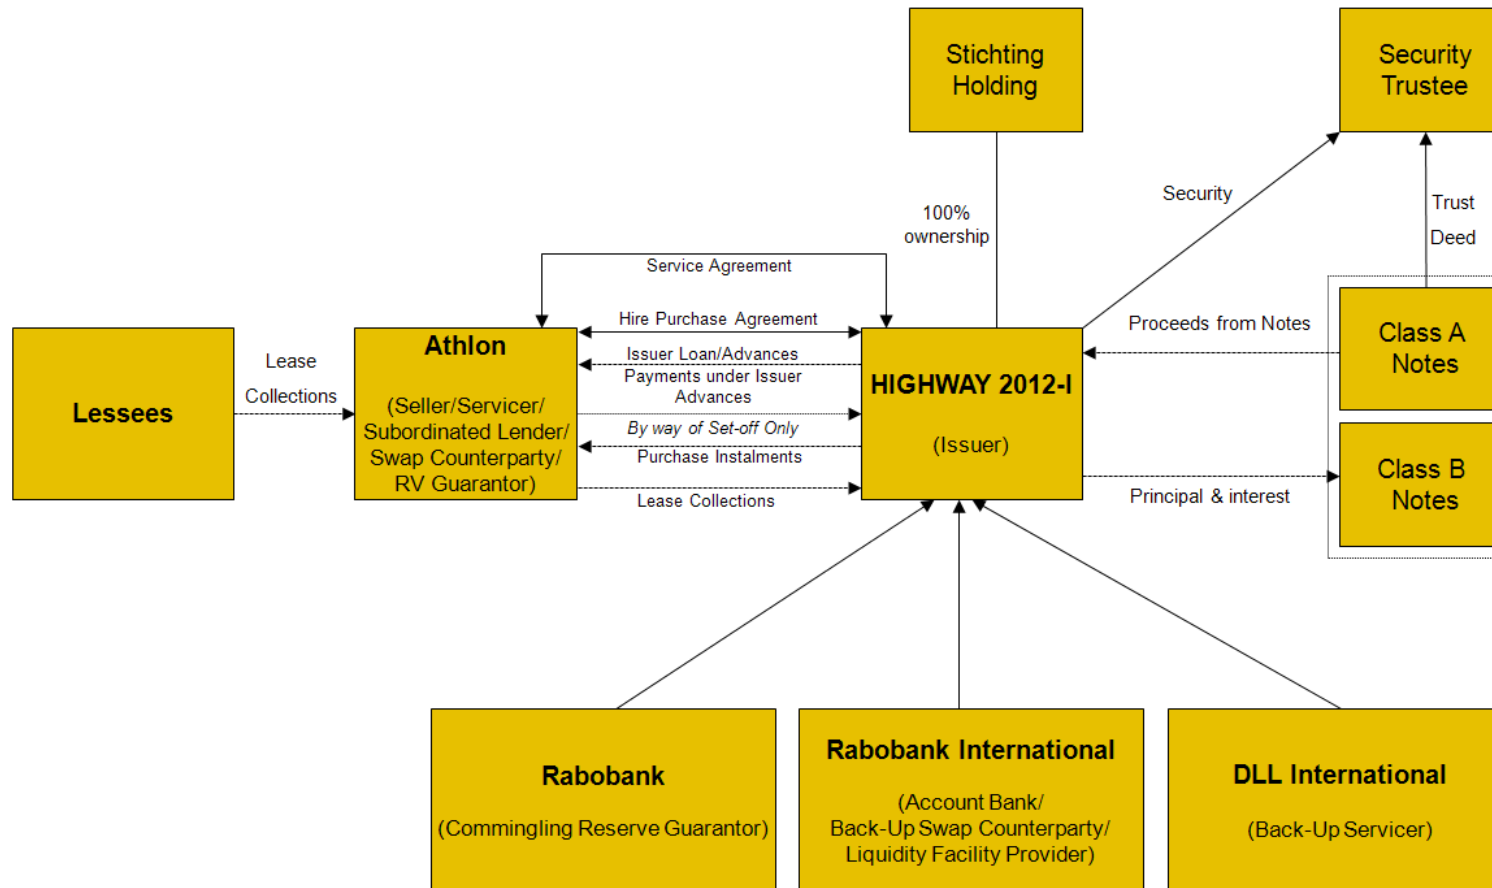 Stichting
Holding
Security
Trustee
100%
ownership
Security
Trust
Deed
Service Agreement
Lessees
Lease
Collections
Athlon
(Seller/Servicer/
Subordinated Lender/
Swap Counterparty/
RV Guarantor)
Hire Purchase Agreement
Issuer Loan/Advances
Payments under Issuer
Advances
By way of Set-off Only
Purchase Instalments
Lease Collections
HIGHWAY 2012-I
(Issuer)
Proceeds from Notes
Principal & interest
Class A
Notes
Class B
Notes
Rabobank
(Commingling Reserve Guarantor)
Rabobank International
(Account Bank/
Back-Up Swap Counterparty/
Liquidity Facility Provider)
DLL International
(Back-Up Servicer)